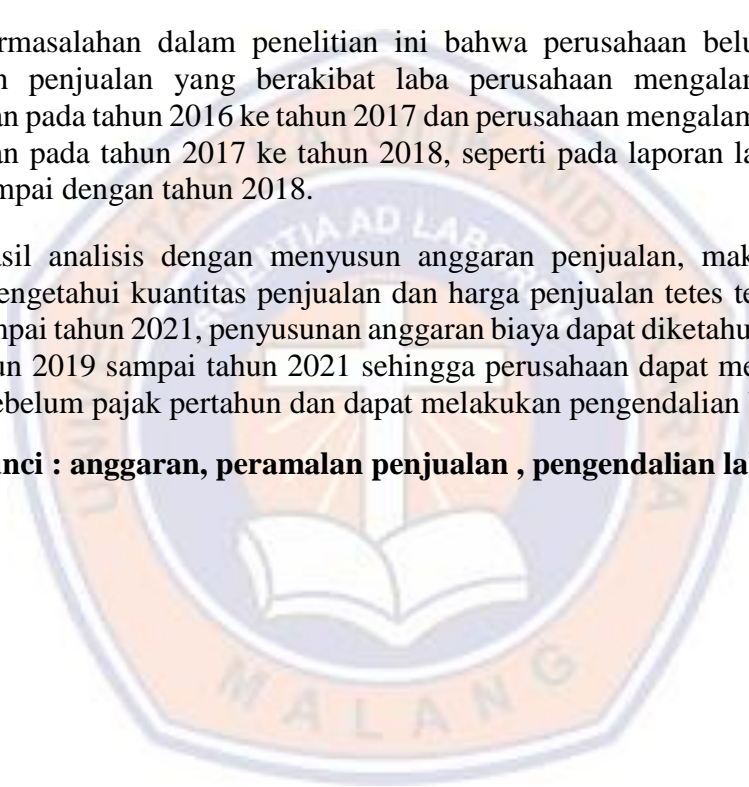 ermasalahan dalam penelitian ini bahwa perusahaan belu
n penjualan yang berakibat laba perusahaan mengalam
an pada tahun 2016 ke tahun 2017 dan perusahaan mengalam
an pada tahun 2017 ke tahun 2018, seperti pada laporan la
mpai dengan tahun 2018.
sil analisis dengan menyusun anggaran penjualan, mak
engetahui kuantitas penjualan dan harga penjualan tetes te
mpai tahun 2021, penyusunan anggaran biaya dapat diketahu
un 2019 sampai tahun 2021 sehingga perusahaan dapat me
ebelum pajak pertahun dan dapat melakukan pengendalian
nci : anggaran, peramalan penjualan , pengendalian la
MALANG